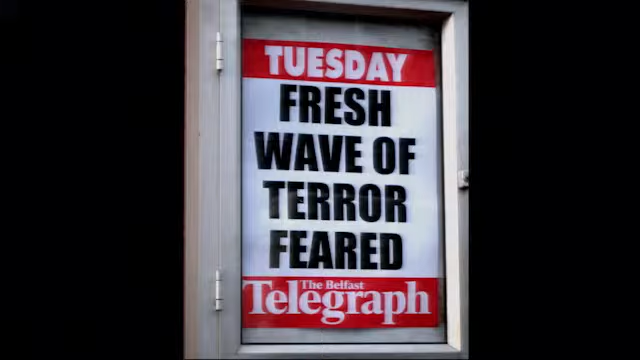 TUESDAY
FRESH
WAVE OF
TERROR
FEARED
The Belfast
Telegraph